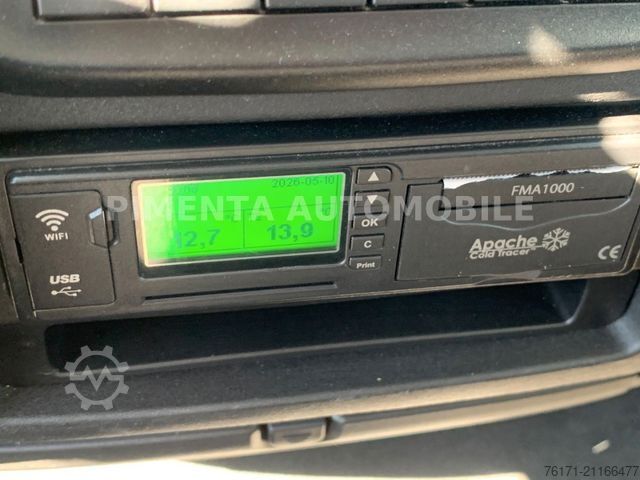 2026-05-10
PIMENTA AUTOMOBILE
WIFI
USB
12,7
13,9
OK
C
Print
FMA1000
Apache
Cold Tracer
CE
76171-21166477